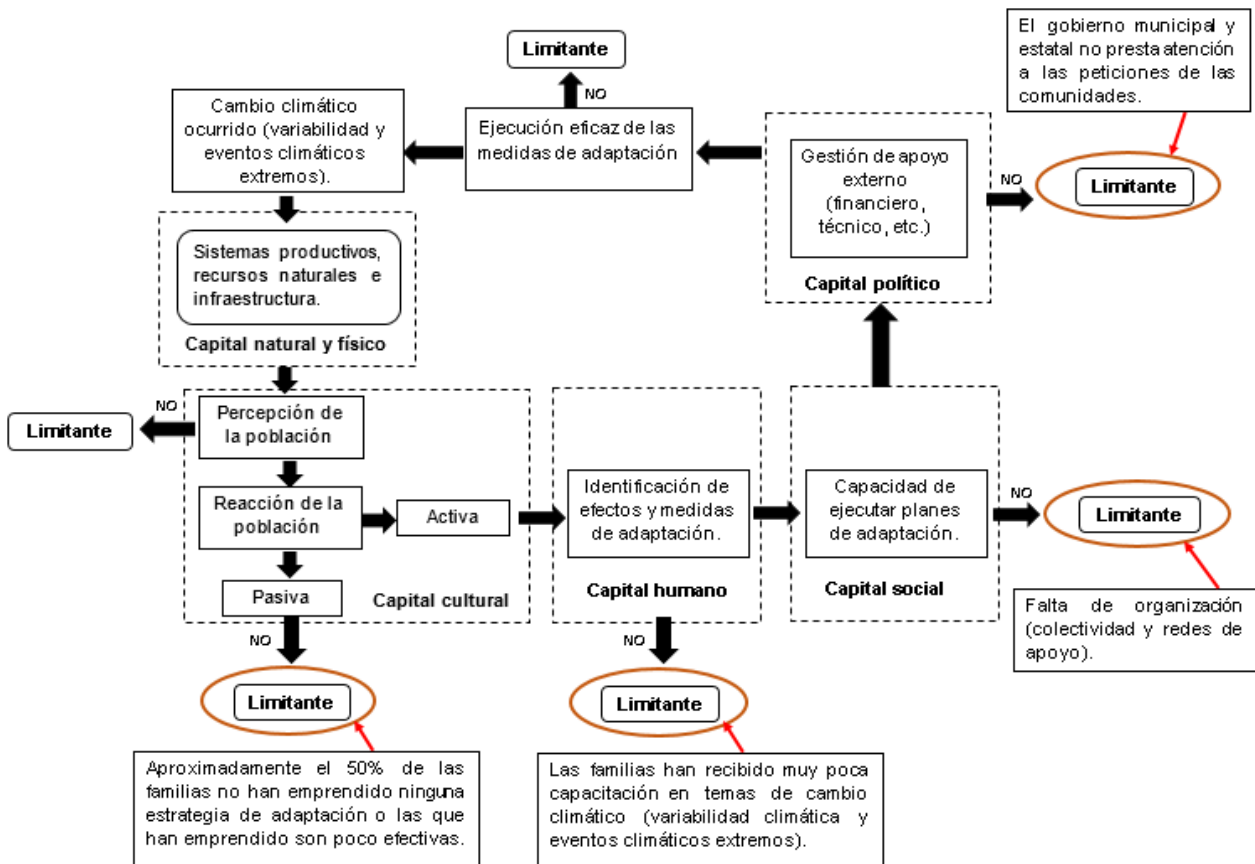 El gobierno municipal y
estatal no presta atención
a las peticiones de las
comunidades.
Limitante
NO
Cambio climático
ocurrido (variabilidad y
eventos climáticos
extremos).
Ejecución eficaz de las
medidas de adaptación
Gestión de apoyo
externo
(financiero,
técnico, etc.)
NO
Limitante
Capital político
Sistemas productivos,
recursos naturales e
infraestructura.
Capital natural y físico
NO
Limitante
Percepción de
la población
Reacción de la
población
Activa
Pasiva
Capital cultural
Identificación de
efectos y medidas
de adaptación.
Capital humano
Capacidad de
ejecutar planes
de adaptación.
Capital social
NO
Limitante
Falta de organización
(colectividad y redes de
apoyo).
NO
Limitante
NO
Limitante
Aproximadamente el 50% de las
familias no han emprendido ninguna
estrategia de adaptación o las que
han emprendido son poco efectivas.
Las familias han recibido muy poca
capacitación en temas de cambio
climático (variabilidad climática y
eventos climáticos extremos).